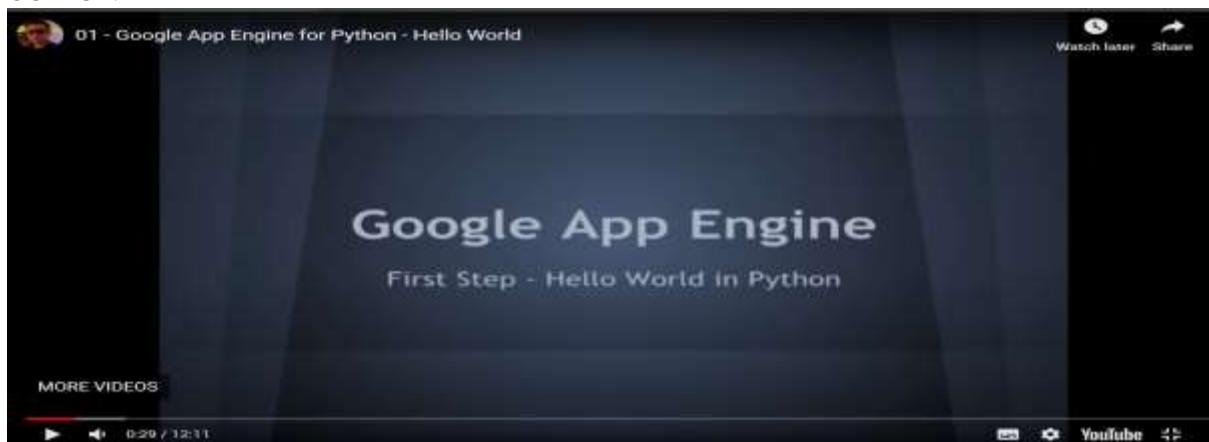 01 - Google App Engine for Python - Hello World
Watch later Share
Google App Engine
First Step - Hello World in Python
MORE VIDEOS
0:29 / 12:11
YouTube